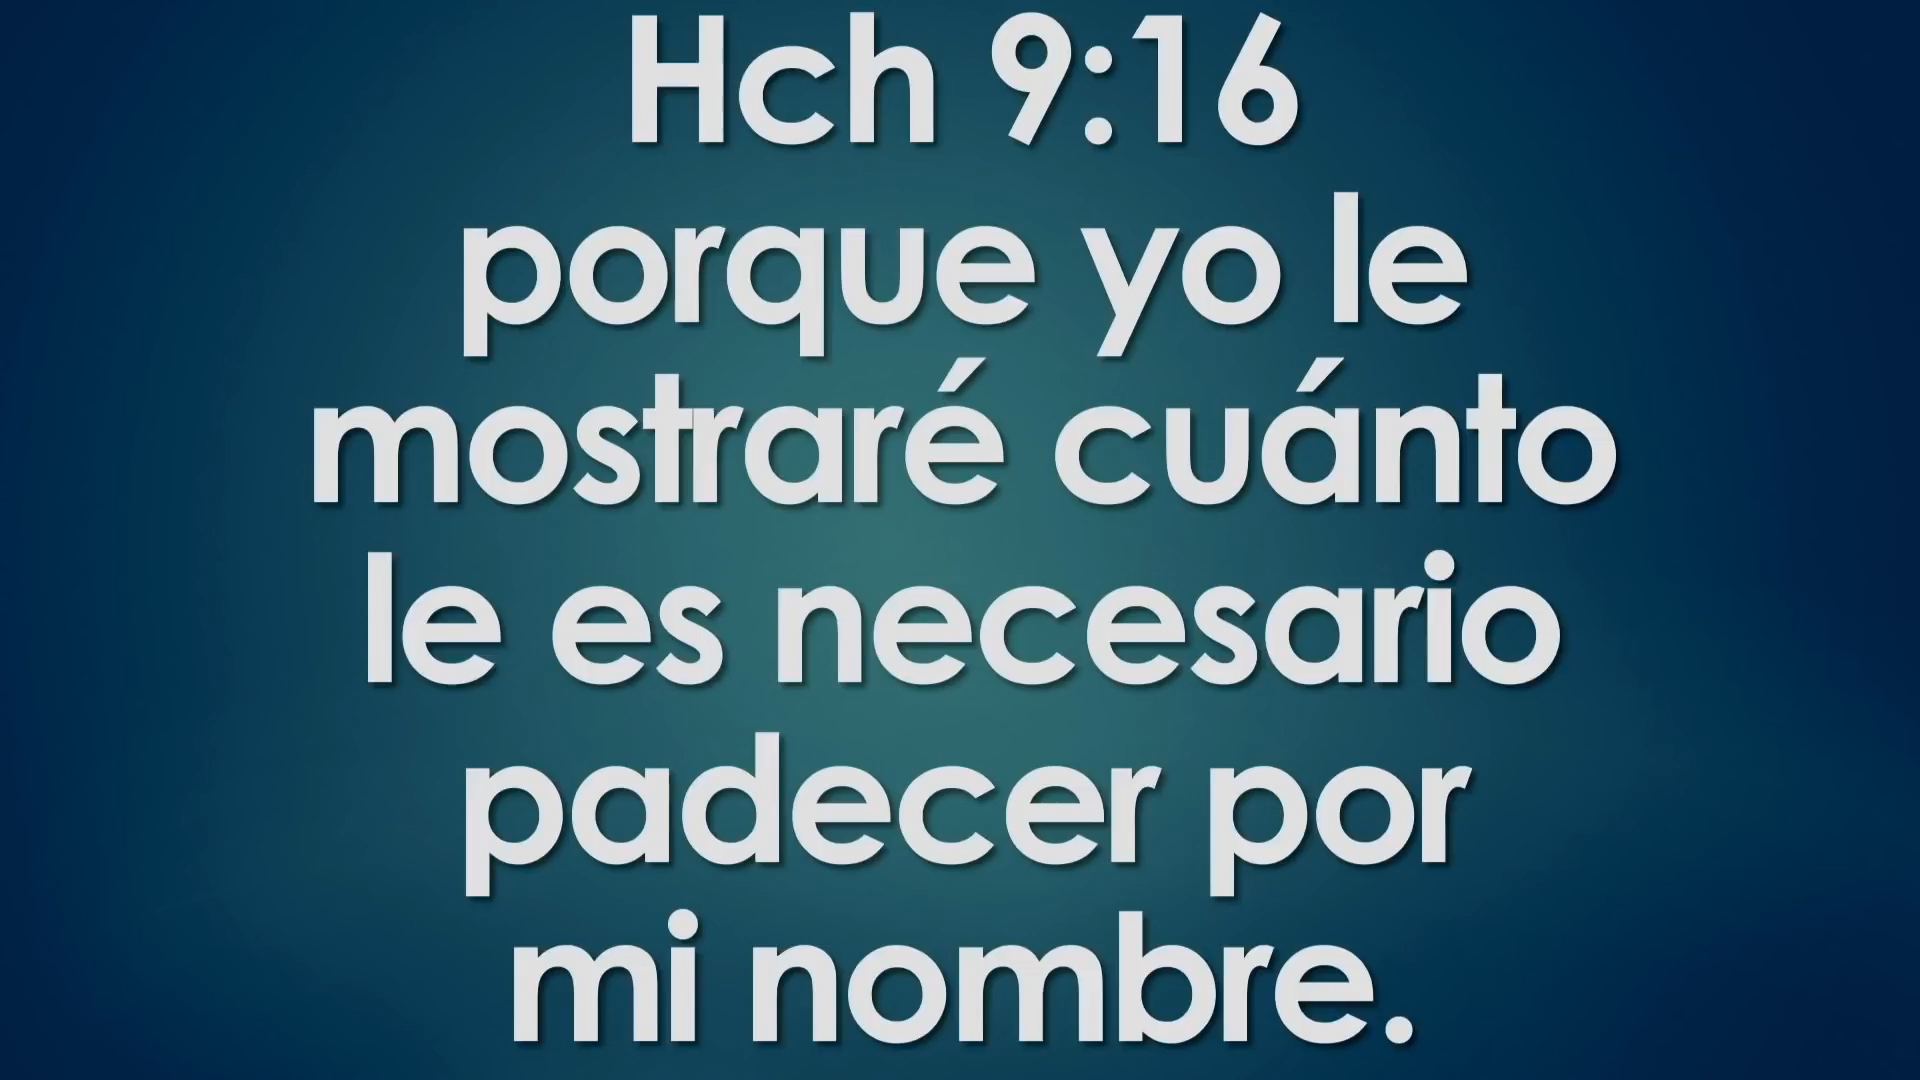 Hch 9:16
porque yo le
mostraré cuánto
le es necesario
padecer por
mi nombre.